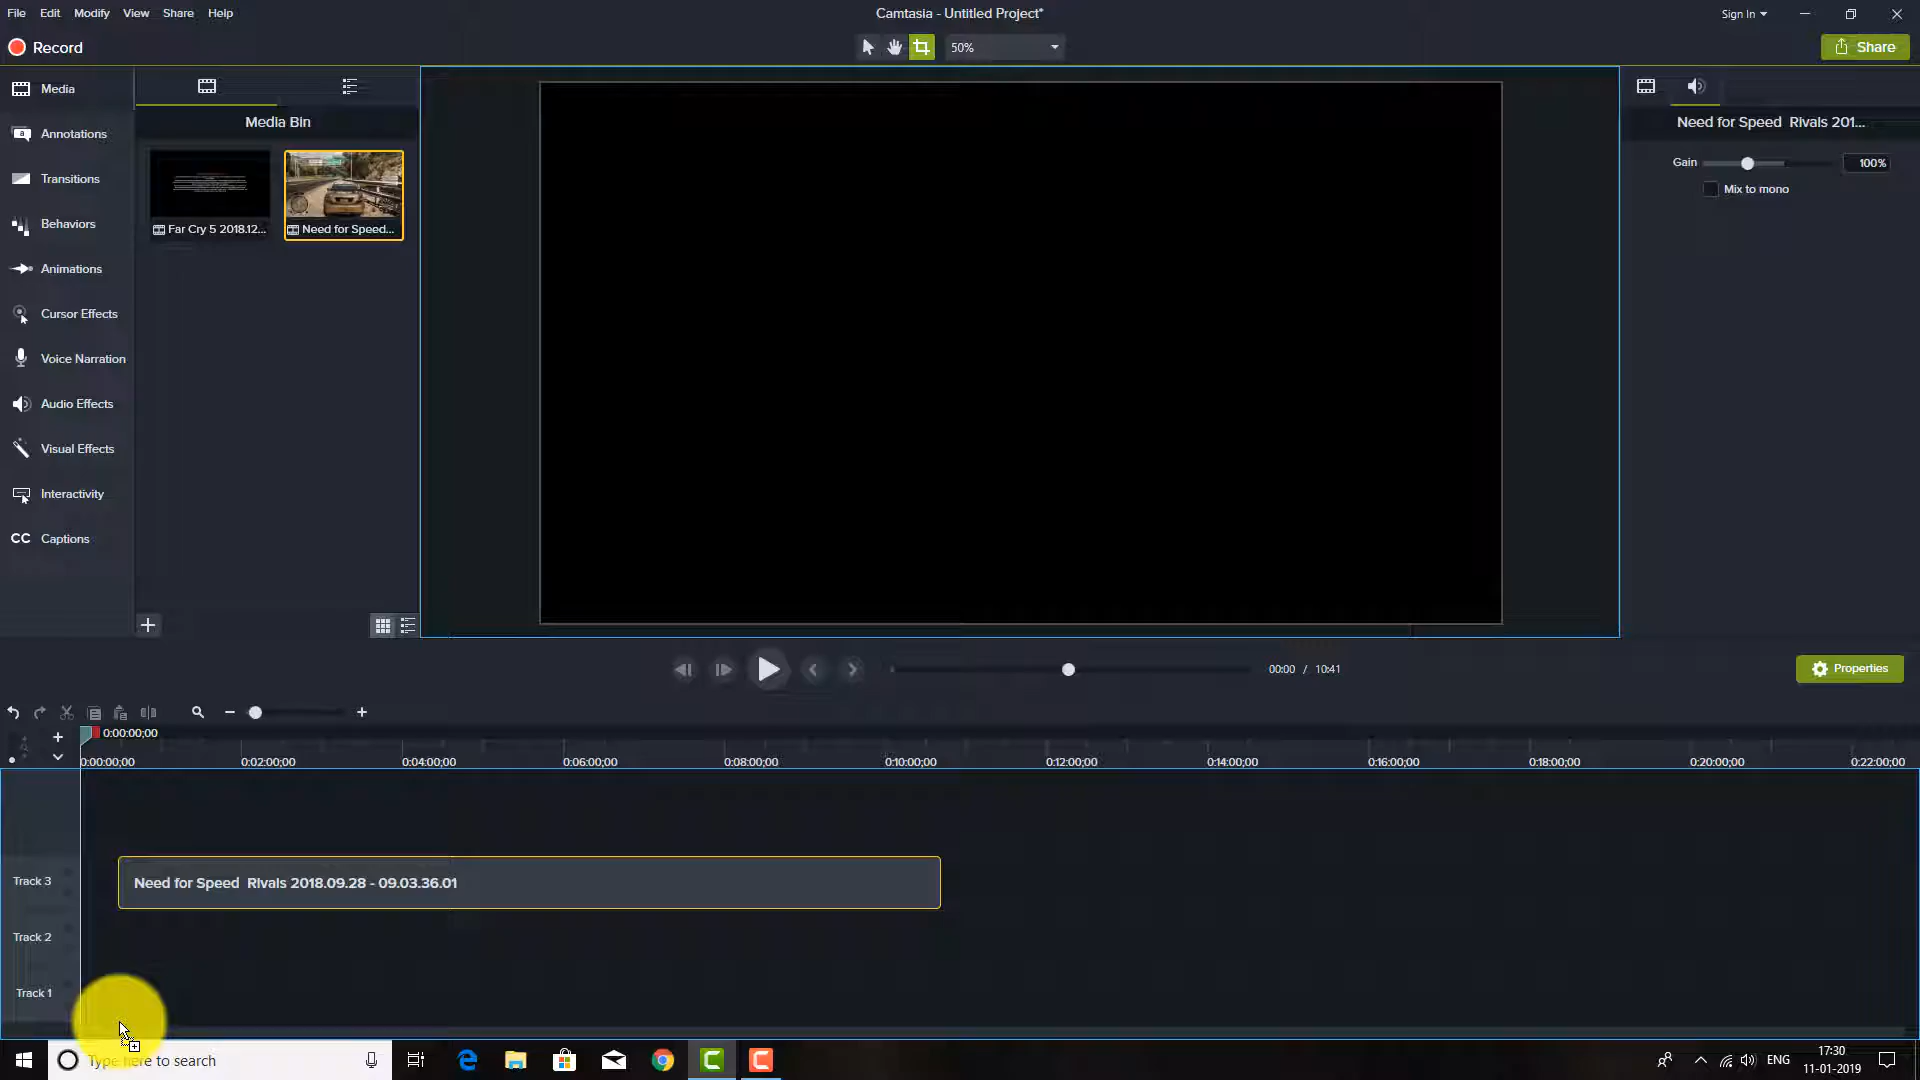 File Edit Modify View Share Help
Camtasia - Untitled Project*
Sign In
Record
50%
Share
Media
Annotations
Transitions
Behaviors
Animations
Cursor Effects
Voice Narration
Audio Effects
Visual Effects
Interactivity
CC Captions
Media Bin
Far Cry 5 2018.12...
Need for Speed...
Need for Speed Rivals 201...
Gain 100%
Mix to mono
00:00 / 10:41
Properties
0:00:00;00
0:00:00;00 0:02:00;00 0:04:00;00 0:06:00;00 0:08:00;00 0:10:00;00 0:12:00;00 0:14:00;00 0:16:00;00 0:18:00;00 0:20:00;00 0:22:00;00
Track 3
Need for Speed Rivals 2018.09.28 - 09.03.36.01
Track 2
Track 1
Type here to search
ENG
17:30
11-01-2019